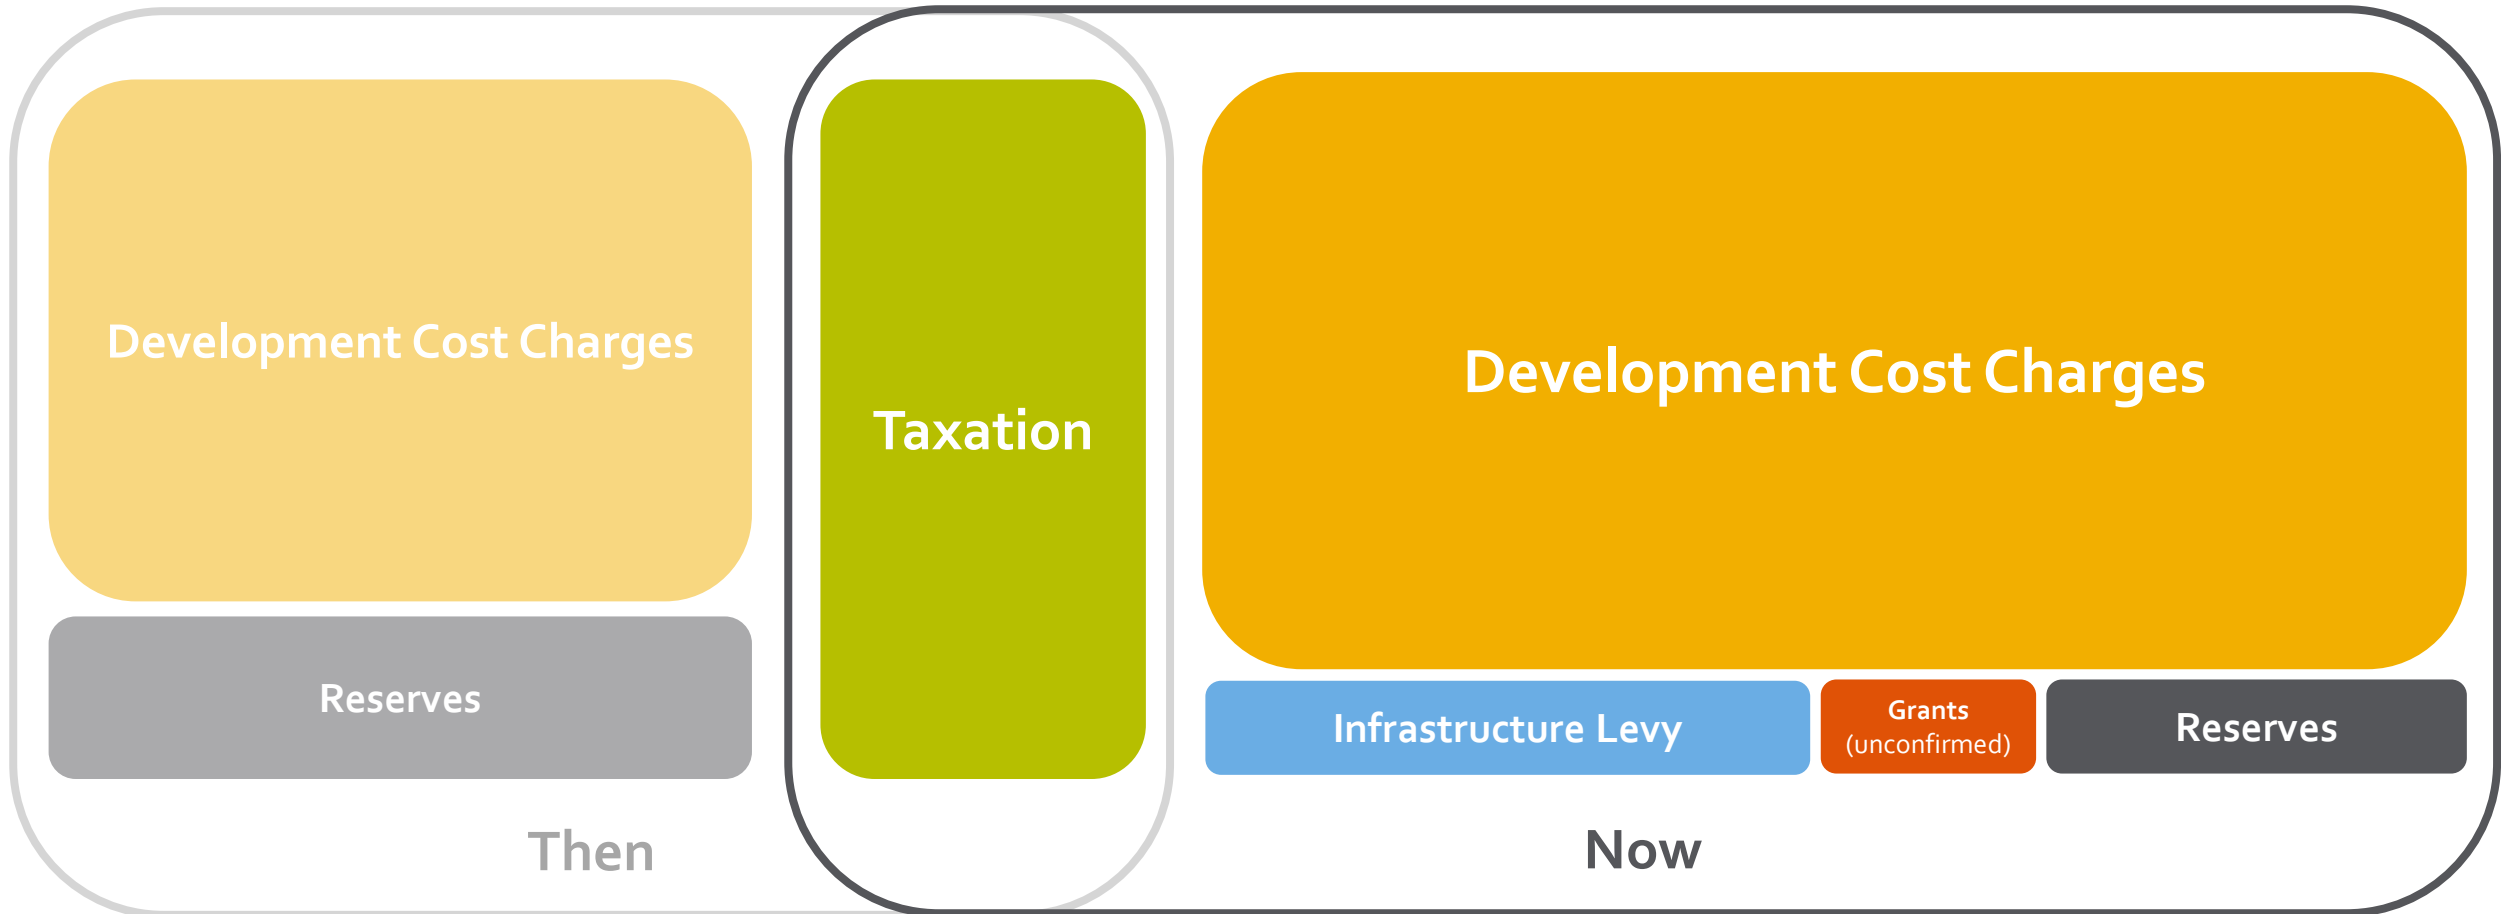 Development Cost Charges
Reserves
Then
Taxation
Development Cost Charges
Infrastructure Levy
Grants
(unconfirmed)
Reserves
Now